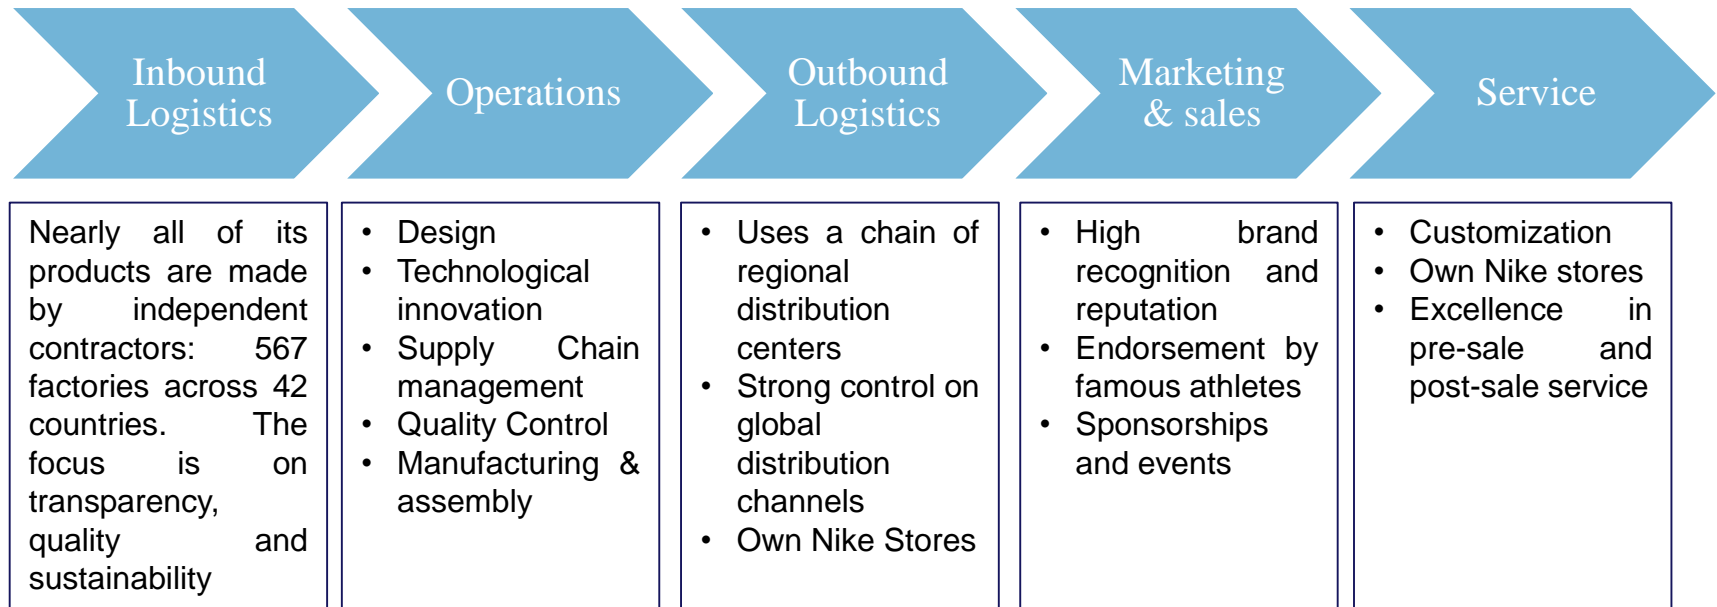 Inbound
Logistics
Operations
Outbound
Logistics
Marketing
& sales
Service
Nearly all of its
products are made
by independent
contractors: 567
factories across 42
countries. The
focus is on
transparency,
quality and
sustainability
• Design
• Technological
innovation
• Supply Chain
management
• Quality Control
• Manufacturing &
assembly
• Uses a chain of
regional
distribution
centers
• Strong control on
global
distribution
channels
• Own Nike Stores
• High brand
recognition and
reputation
• Endorsement by
famous athletes
• Sponsorships
and events
• Customization
• Own Nike stores
• Excellence in
pre-sale and
post-sale service